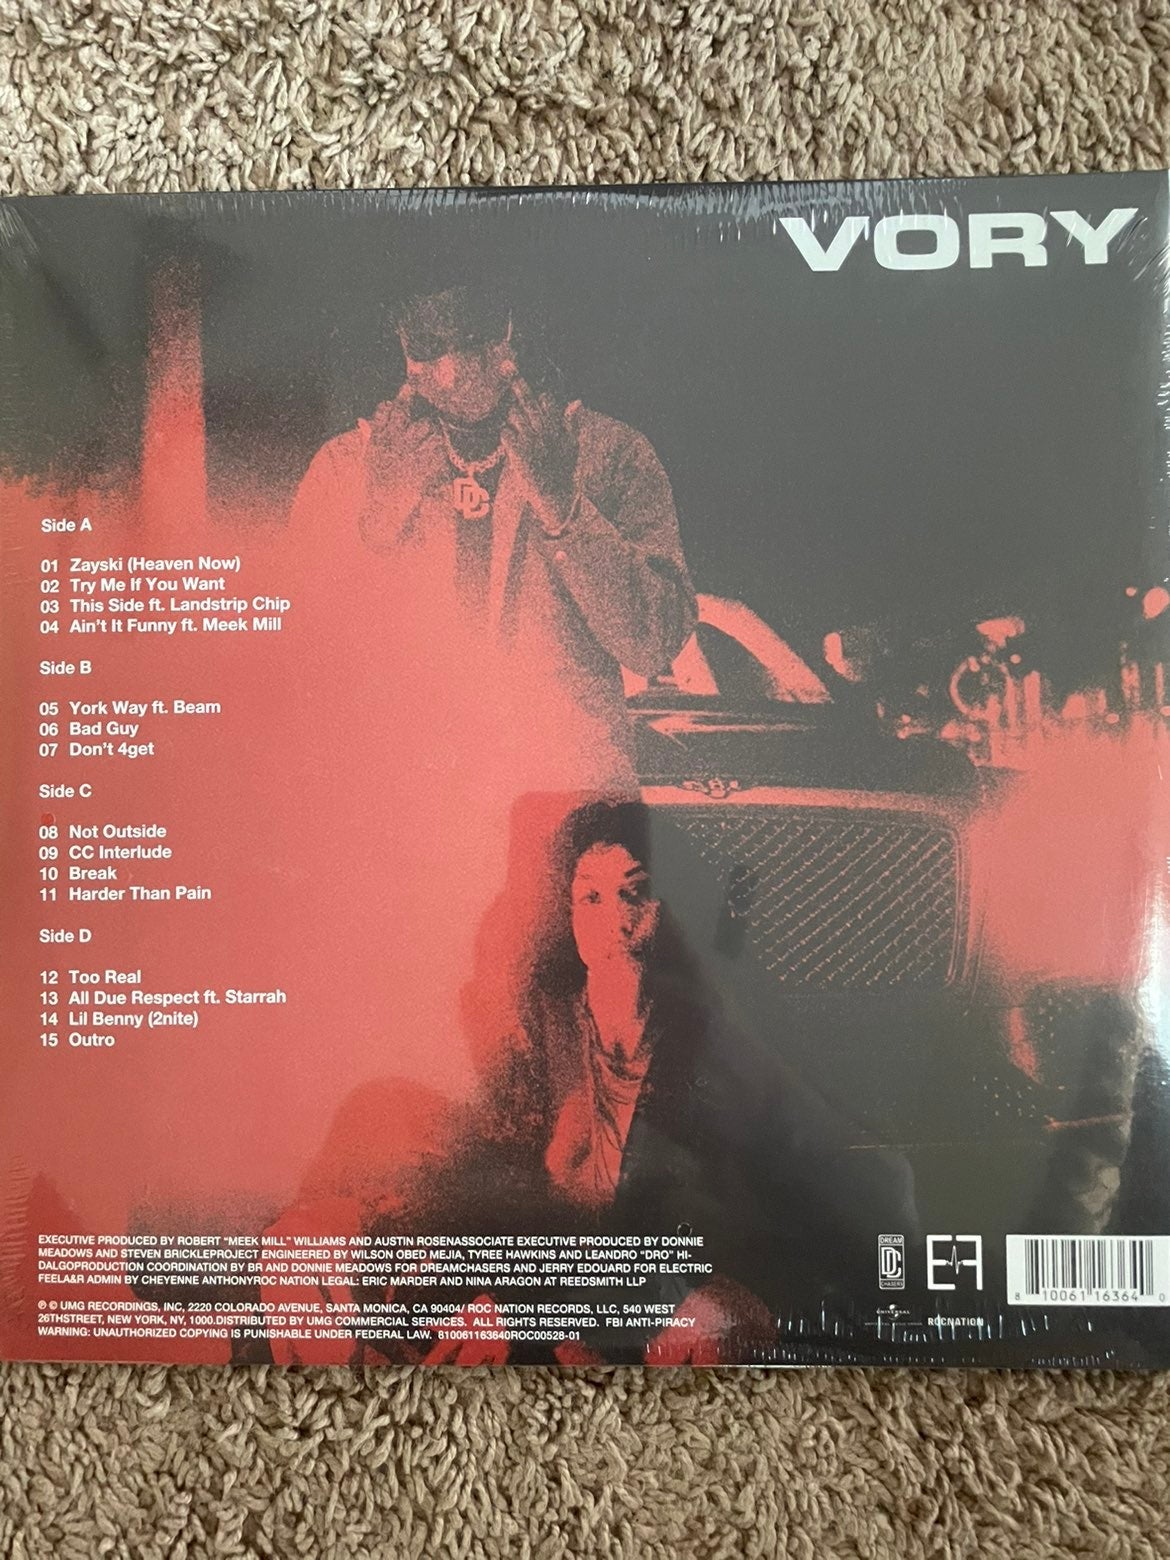 VORY
DC
Side A
01 Zayski (Heaven Now)
02 Try Me If You Want
03 This Side ft. Landstrip Chip
04 Ain't It Funny ft. Meek Mill
Side B
05 York Way ft. Beam
06 Bad Guy
07 Don't 4get
Side C
08 Not Outside
09 CC Interlude
10 Break
11 Harder Than Pain
Side D
12 Too Real
13 All Due Respect ft. Starrah
14 Lil Benny (2nite)
15 Outro
EXECUTIVE PRODUCED BY ROBERT "MEEK MILL" WILLIAMS AND AUSTIN ROSENASSOCIATE EXECUTIVE PRODUCED BY DONNIE
MEADOWS AND STEVEN BRICKLEPROJECT ENGINEERED BY WILSON OBED MEJIA, TYREE HAWKINS AND LEANDRO "DRO" HI-
DALGOPRODUCTION COORDINATION BY BR AND DONNIE MEADOWS FOR DREAMCHASERS AND JERRY EDOUARD FOR ELECTRIC
FEELA&R ADMIN BY CHEYENNE ANTHONYROC NATION LEGAL: ERIC MARDER AND NINA ARAGON AT REEDSMITH LLP
℗ © UMG RECORDINGS, INC, 2220 COLORADO AVENUE, SANTA MONICA, CA 90404/ ROC NATION RECORDS, LLC, 540 WEST
26THSTREET, NEW YORK, NY, 1000.DISTRIBUTED BY UMG COMMERCIAL SERVICES. ALL RIGHTS RESERVED. FBI ANTI-PIRACY
WARNING: UNAUTHORIZED COPYING IS PUNISHABLE UNDER FEDERAL LAW. 810061163640ROC00528-01
DREAM
DC
CHASERS
EF
UNIVERSAL
ROCNATION
8 10061 16364 0